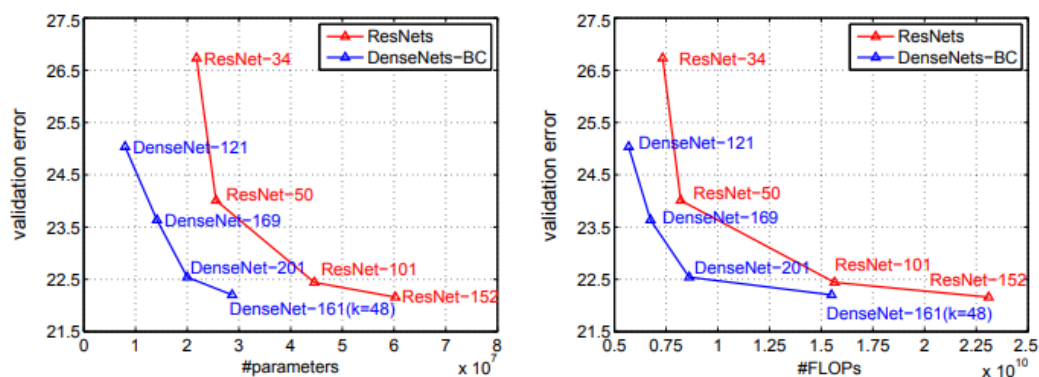 27.5
26.5
25.5
24.5
23.5
22.5
21.5
validation error
ResNets
DenseNets−BC
ResNet−34
DenseNet−121
ResNet−50
DenseNet−169
DenseNet−201
ResNet−101
ResNet−152
DenseNet−161(k=48)
0 1 2 3 4 5 6 7 8
#parameters
x 10^7
27.5
26.5
25.5
24.5
23.5
22.5
21.5
validation error
ResNets
DenseNets−BC
ResNet−34
DenseNet−121
ResNet−50
DenseNet−169
DenseNet−201
ResNet−101
ResNet−152
DenseNet−161(k=48)
0.5 0.75 1 1.25 1.5 1.75 2 2.25 2.5
#FLOPs
x 10^10